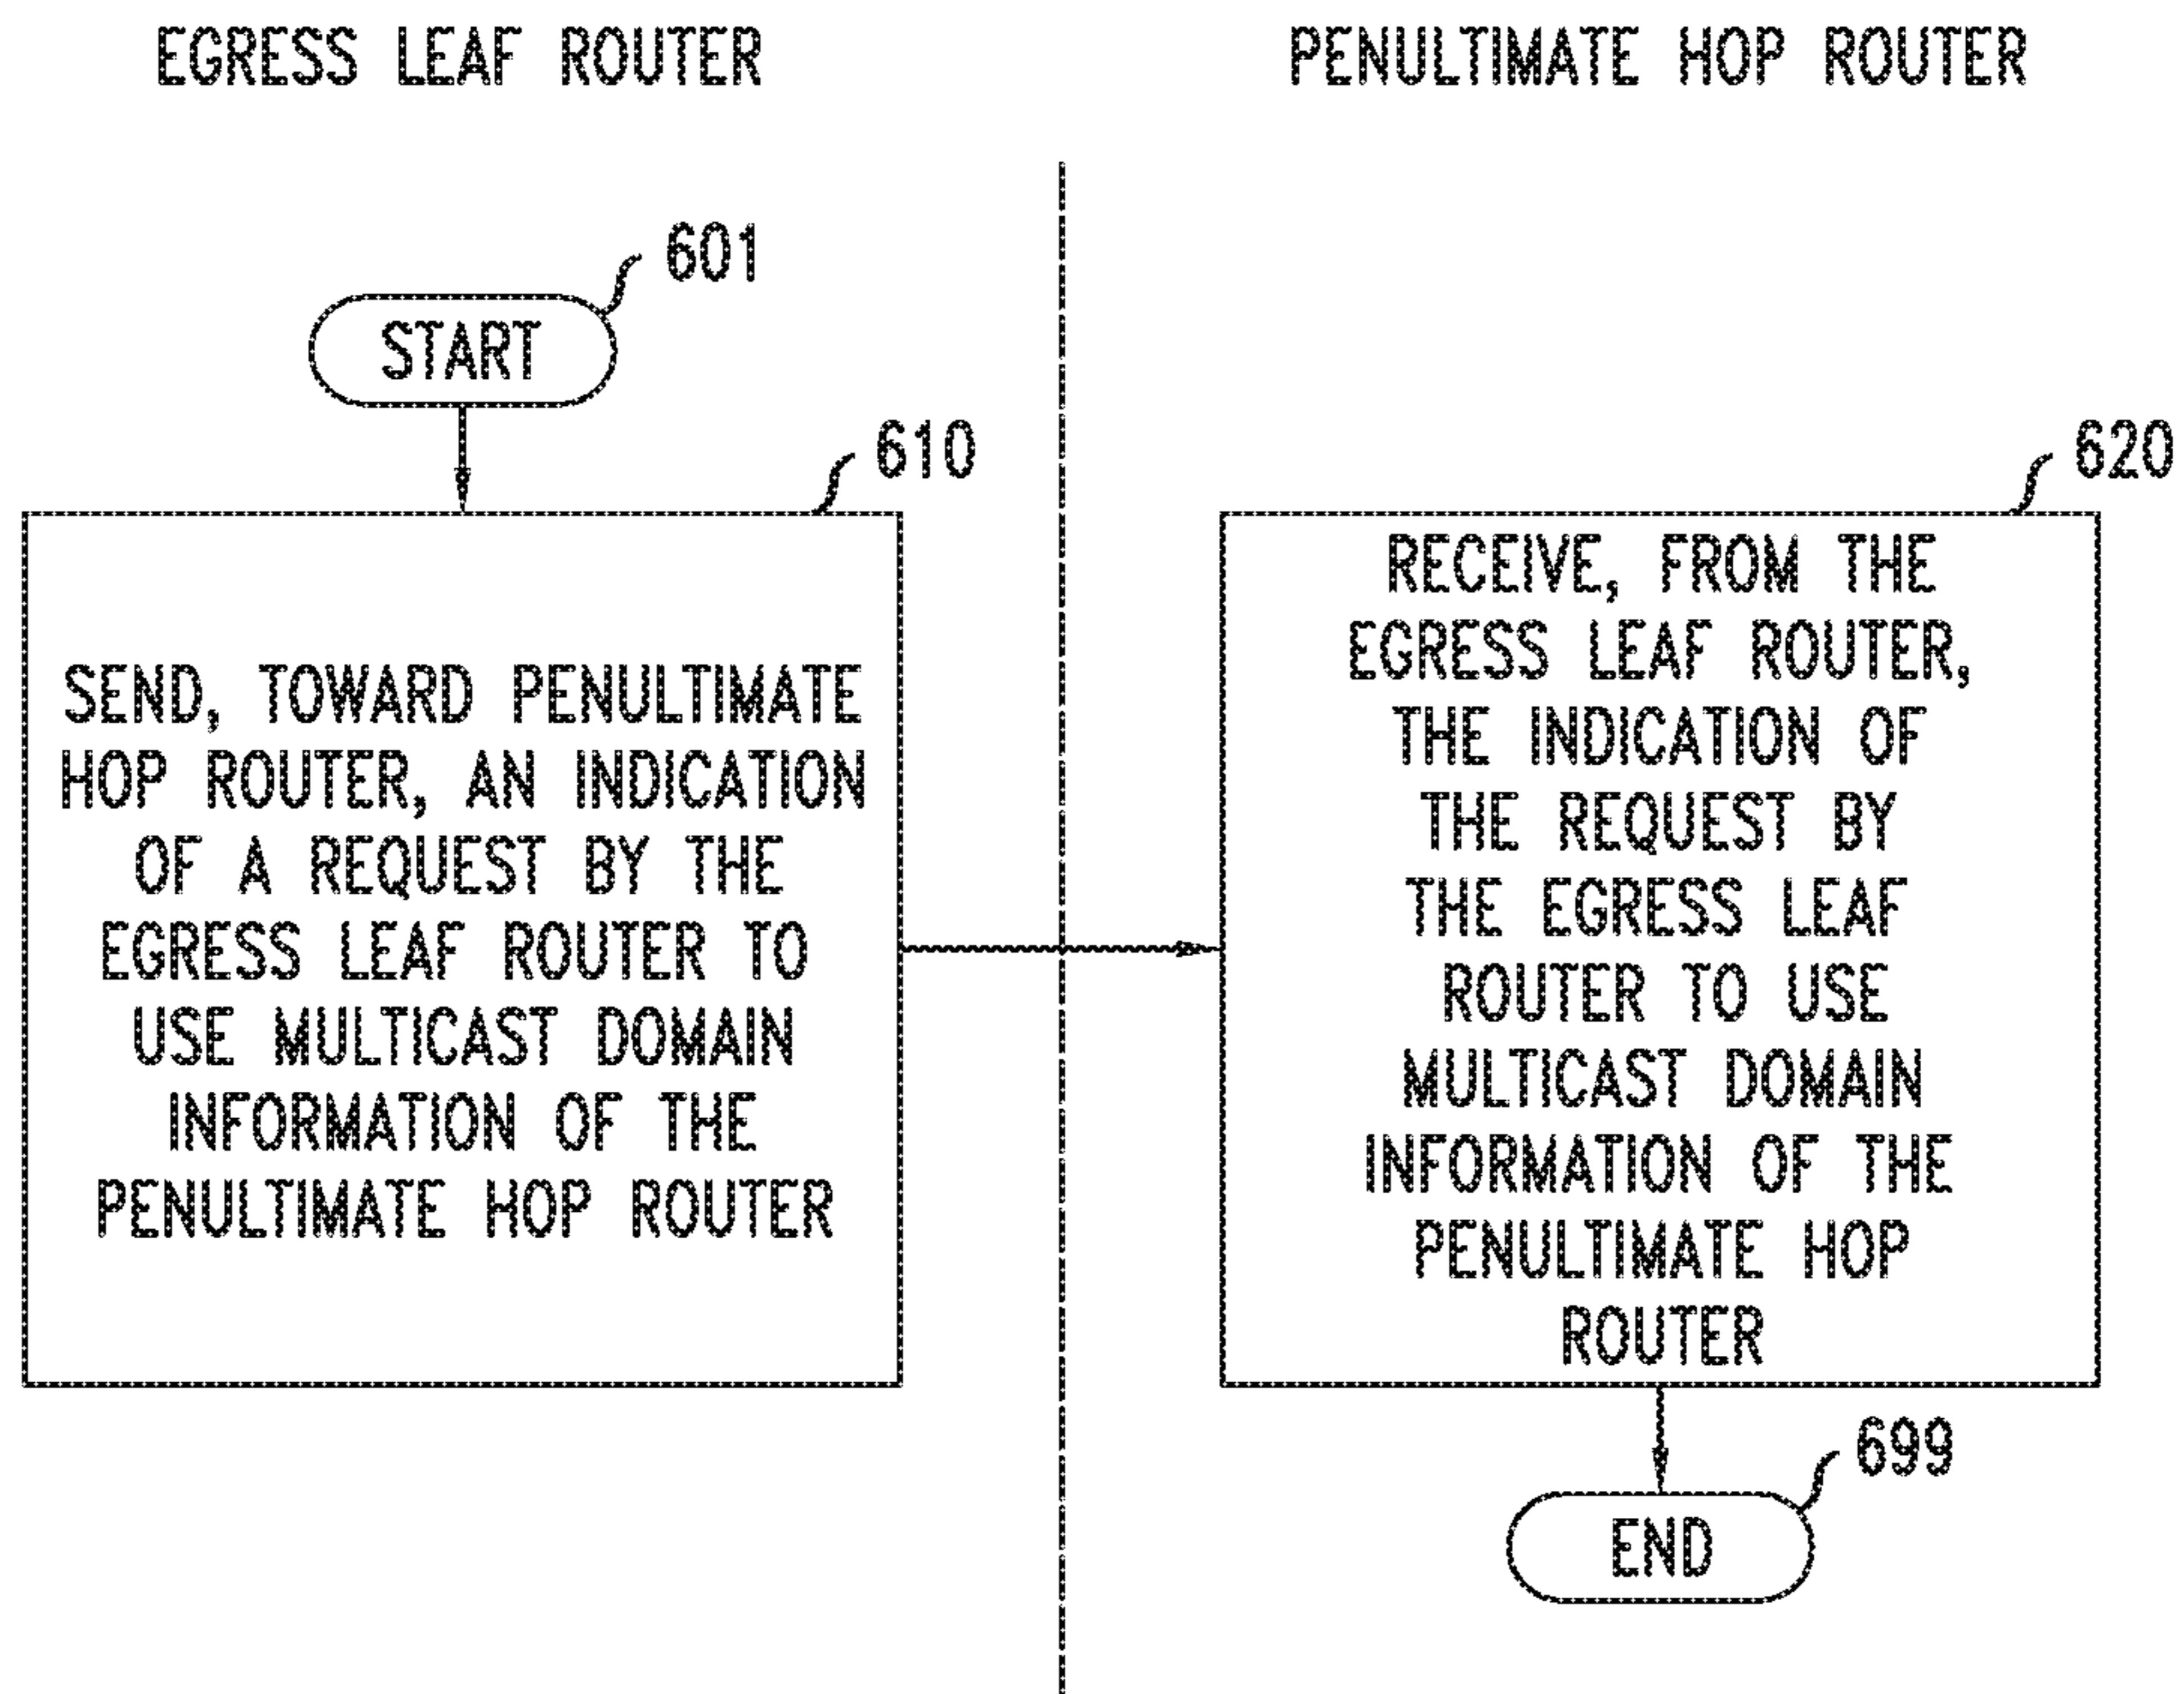 EGRESS LEAF ROUTER
PENULTIMATE HOP ROUTER
601
START
610
SEND, TOWARD PENULTIMATE
HOP ROUTER, AN INDICATION
OF A REQUEST BY THE
EGRESS LEAF ROUTER TO
USE MULTICAST DOMAIN
INFORMATION OF THE
PENULTIMATE HOP ROUTER
620
RECEIVE, FROM THE
EGRESS LEAF ROUTER,
THE INDICATION OF
THE REQUEST BY
THE EGRESS LEAF
ROUTER TO USE
MULTICAST DOMAIN
INFORMATION OF THE
PENULTIMATE HOP
ROUTER
699
END